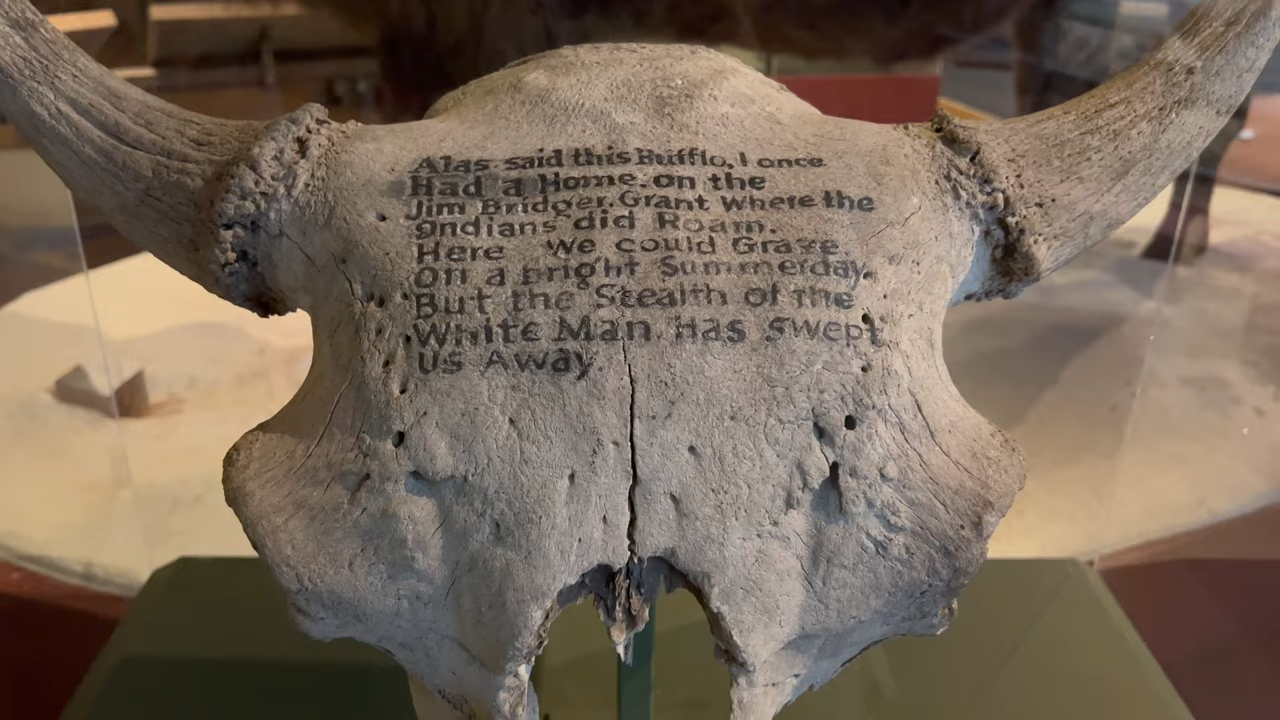 Alas said this Bufflo, I once
Had a Home. on the
Jim Bridger. Grant where the
Indians did Roam.
Here we could Graze
On a Bright Summerday,
But the Stealth of The
White Man Has Swept
Us Away